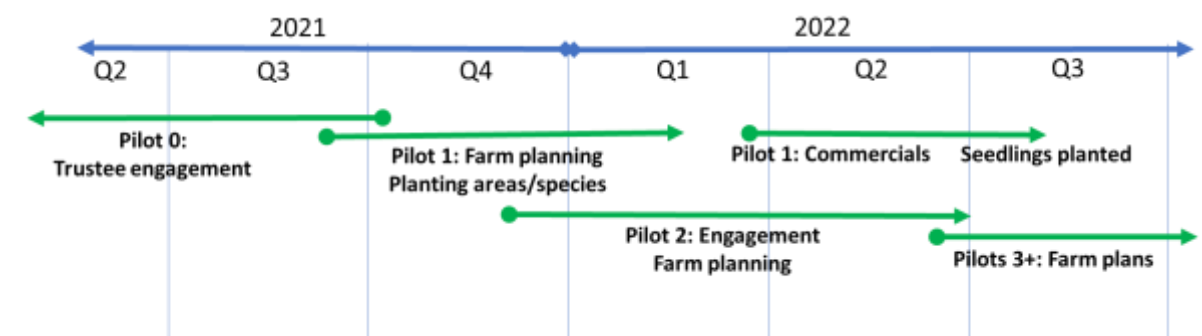 2021
2022
Q2
Q3
Q4
Q1
Q2
Q3
Pilot 0:
Trustee engagement
Pilot 1: Farm planning
Planting areas/species
Pilot 1: Commercials
Seedlings planted
Pilot 2: Engagement
Farm planning
Pilots 3+: Farm plans